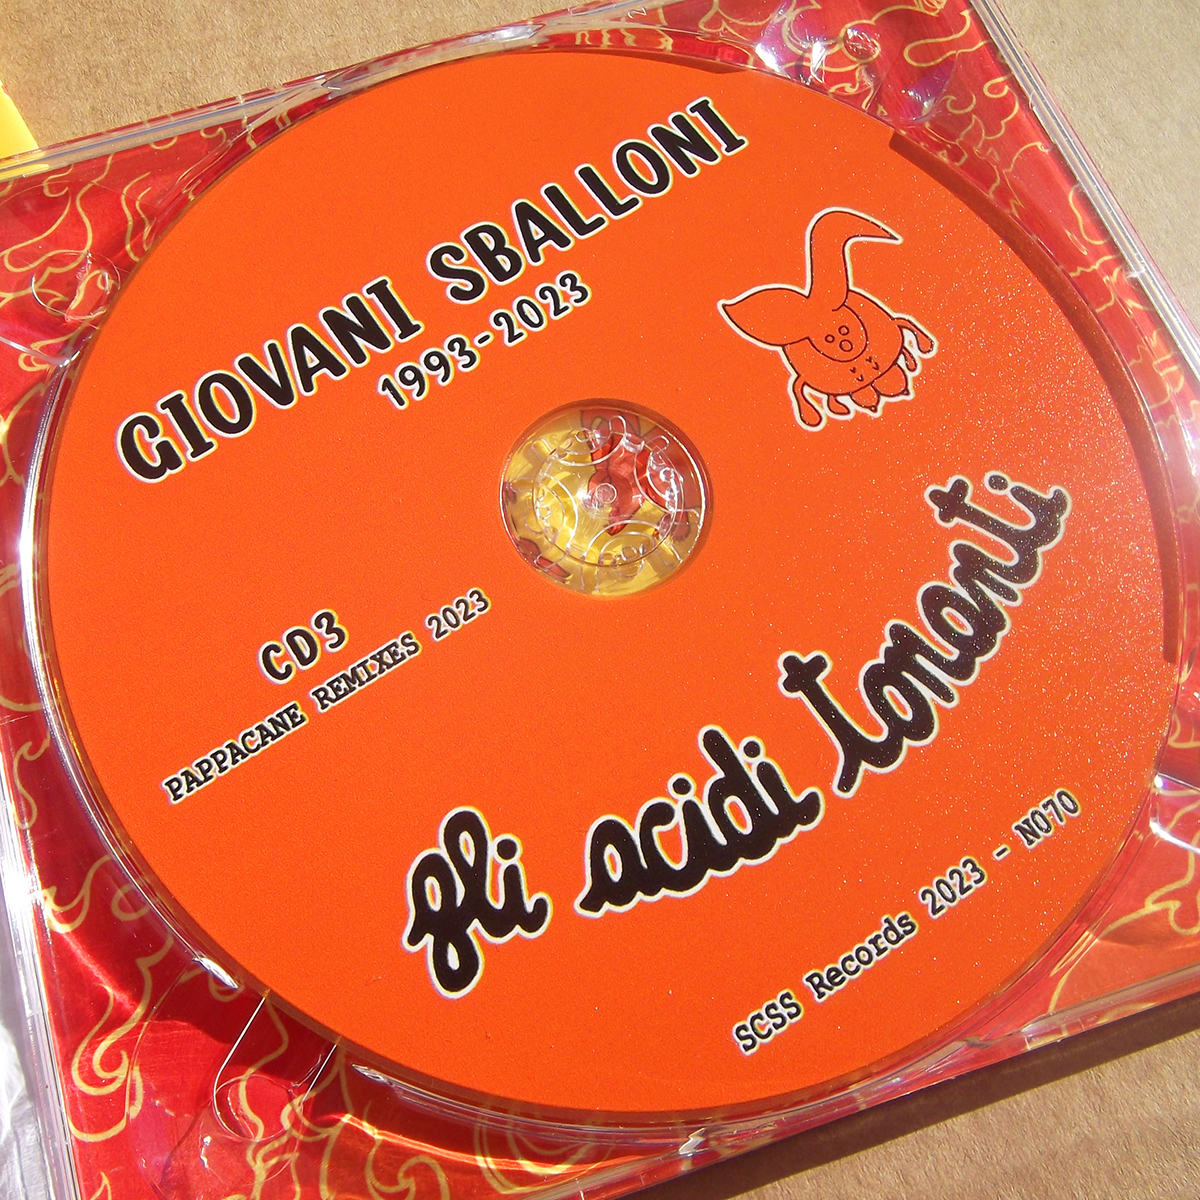 GIOVANI SBALLONI
1993-2023
CD3
PAPPACANE REMIXES 2023
gli acidi tonanti
SCSS Records 2023 - N070